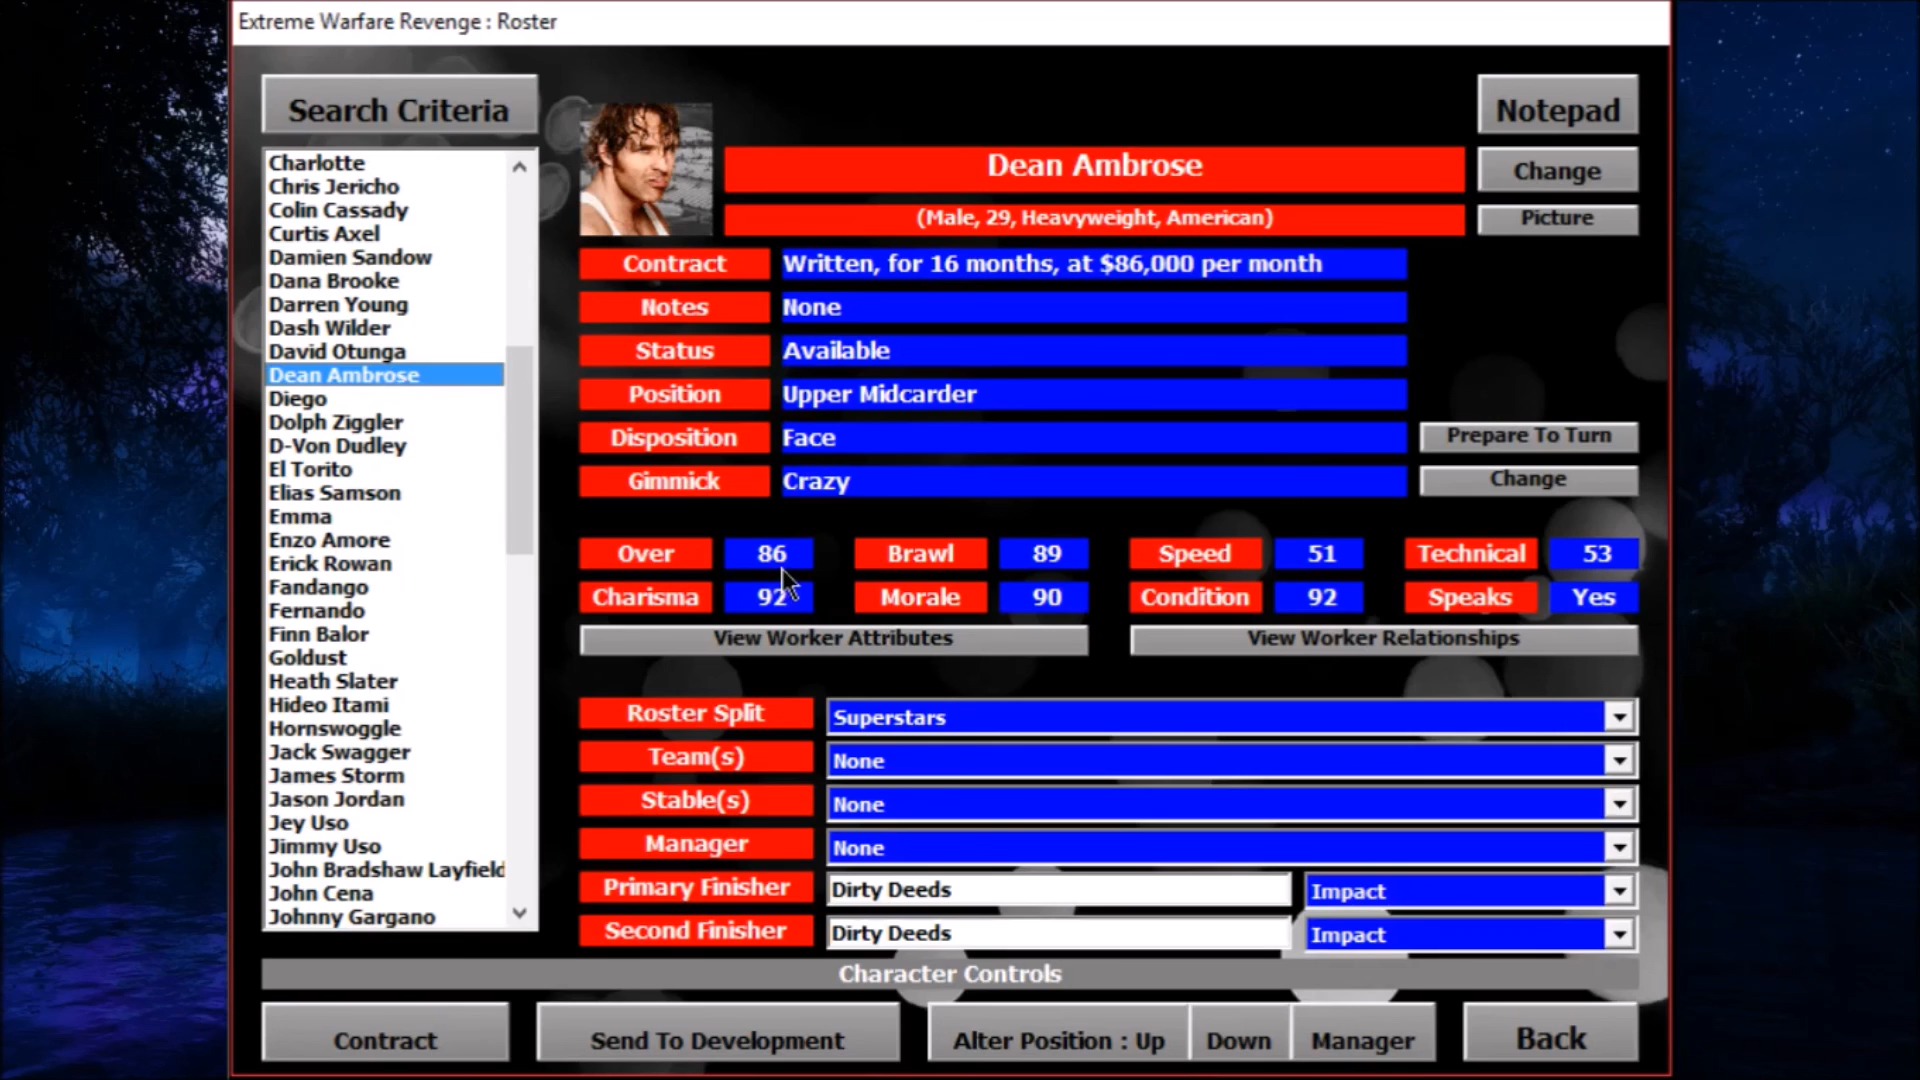 Extreme Warfare Revenge : Roster
Search Criteria
Notepad
Charlotte
Chris Jericho
Colin Cassady
Curtis Axel
Damien Sandow
Dana Brooke
Darren Young
Dash Wilder
David Otunga
Dean Ambrose
Diego
Dolph Ziggler
D-Von Dudley
El Torito
Elias Samson
Emma
Enzo Amore
Erick Rowan
Fandango
Fernando
Finn Balor
Goldust
Heath Slater
Hideo Itami
Hornswoggle
Jack Swagger
James Storm
Jason Jordan
Jey Uso
Jimmy Uso
John Bradshaw Layfield
John Cena
Johnny Gargano
Dean Ambrose
Change
(Male, 29, Heavyweight, American)
Picture
Contract Written, for 16 months, at $86,000 per month
Notes None
Status Available
Position Upper Midcarder
Disposition Face Prepare To Turn
Gimmick Crazy Change
Over 86 Brawl 89 Speed 51 Technical 53
Charisma 92 Morale 90 Condition 92 Speaks Yes
View Worker Attributes View Worker Relationships
Roster Split Superstars
Team(s) None
Stable(s) None
Manager None
Primary Finisher Dirty Deeds Impact
Second Finisher Dirty Deeds Impact
Character Controls
Contract Send To Development Alter Position : Up Down Manager Back